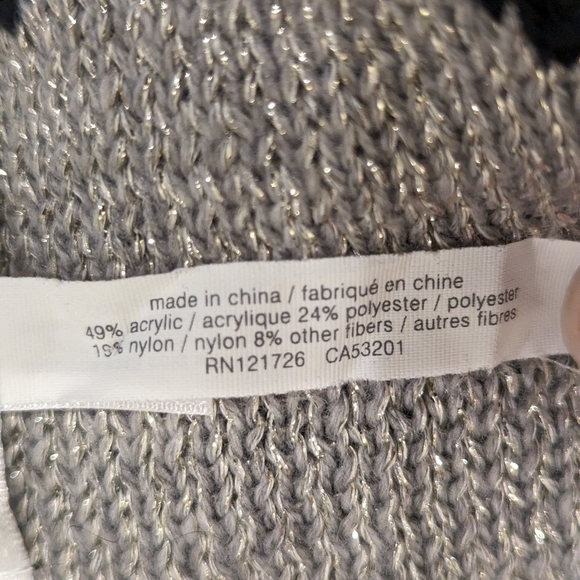 made in china / fabriqué en chine
49% acrylic / acrylique 24% polyester / polyester
19% nylon / nylon 8% other fibers / autres fibres
RN121726 CA53201